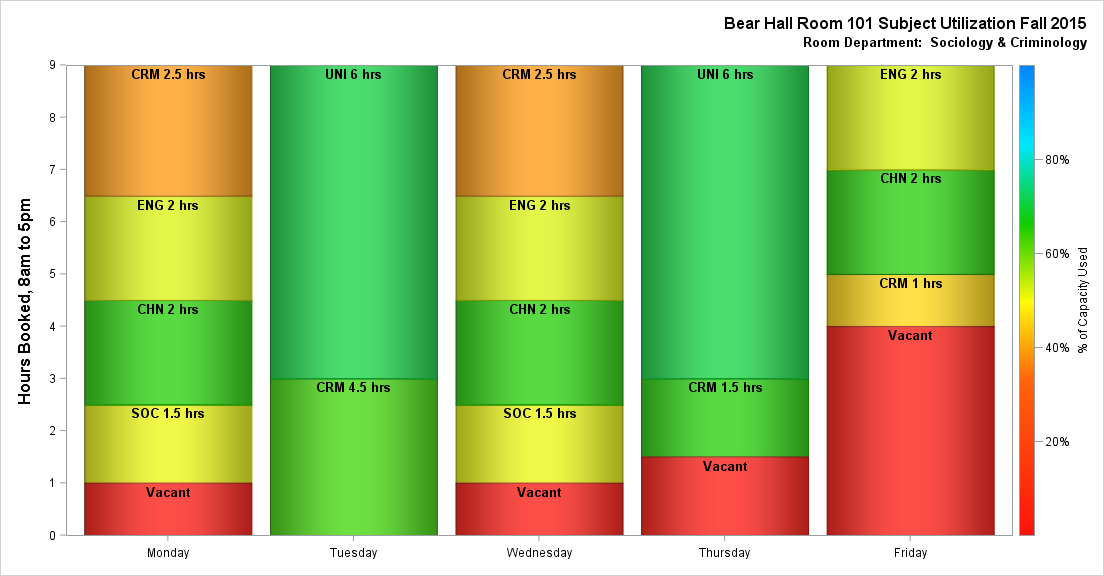 Bear Hall Room 101 Subject Utilization Fall 2015
Room Department:  Sociology & Criminology
Hours Booked, 8am to 5pm
9
8
7
6
5
4
3
2
1
0
CRM 2.5 hrs
ENG 2 hrs
CHN 2 hrs
SOC 1.5 hrs
Vacant
UNI 6 hrs
CRM 4.5 hrs
CRM 2.5 hrs
ENG 2 hrs
CHN 2 hrs
SOC 1.5 hrs
Vacant
UNI 6 hrs
CRM 1.5 hrs
Vacant
ENG 2 hrs
CHN 2 hrs
CRM 1 hrs
Vacant
Monday
Tuesday
Wednesday
Thursday
Friday
80%
60%
40%
20%
% of Capacity Used